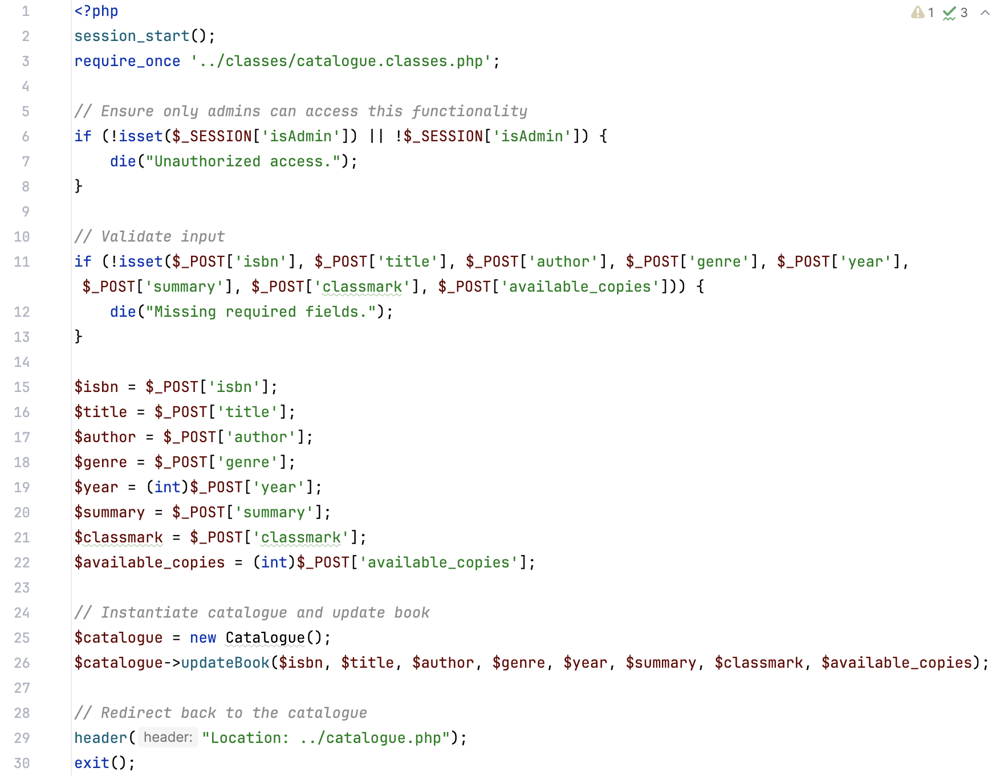 1 <?php
2 session_start();
3 require_once '../classes/catalogue.classes.php';
4
5 // Ensure only admins can access this functionality
6 if (!isset($_SESSION['isAdmin']) || !$_SESSION['isAdmin']) {
7     die("Unauthorized access.");
8 }
9
10 // Validate input
11 if (!isset($_POST['isbn'], $_POST['title'], $_POST['author'], $_POST['genre'], $_POST['year'],
$_POST['summary'], $_POST['classmark'], $_POST['available_copies'])) {
12     die("Missing required fields.");
13 }
14
15 $isbn = $_POST['isbn'];
16 $title = $_POST['title'];
17 $author = $_POST['author'];
18 $genre = $_POST['genre'];
19 $year = (int)$_POST['year'];
20 $summary = $_POST['summary'];
21 $classmark = $_POST['classmark'];
22 $available_copies = (int)$_POST['available_copies'];
23
24 // Instantiate catalogue and update book
25 $catalogue = new Catalogue();
26 $catalogue->updateBook($isbn, $title, $author, $genre, $year, $summary, $classmark, $available_copies);
27
28 // Redirect back to the catalogue
29 header( header: "Location: ../catalogue.php");
30 exit();
1 3